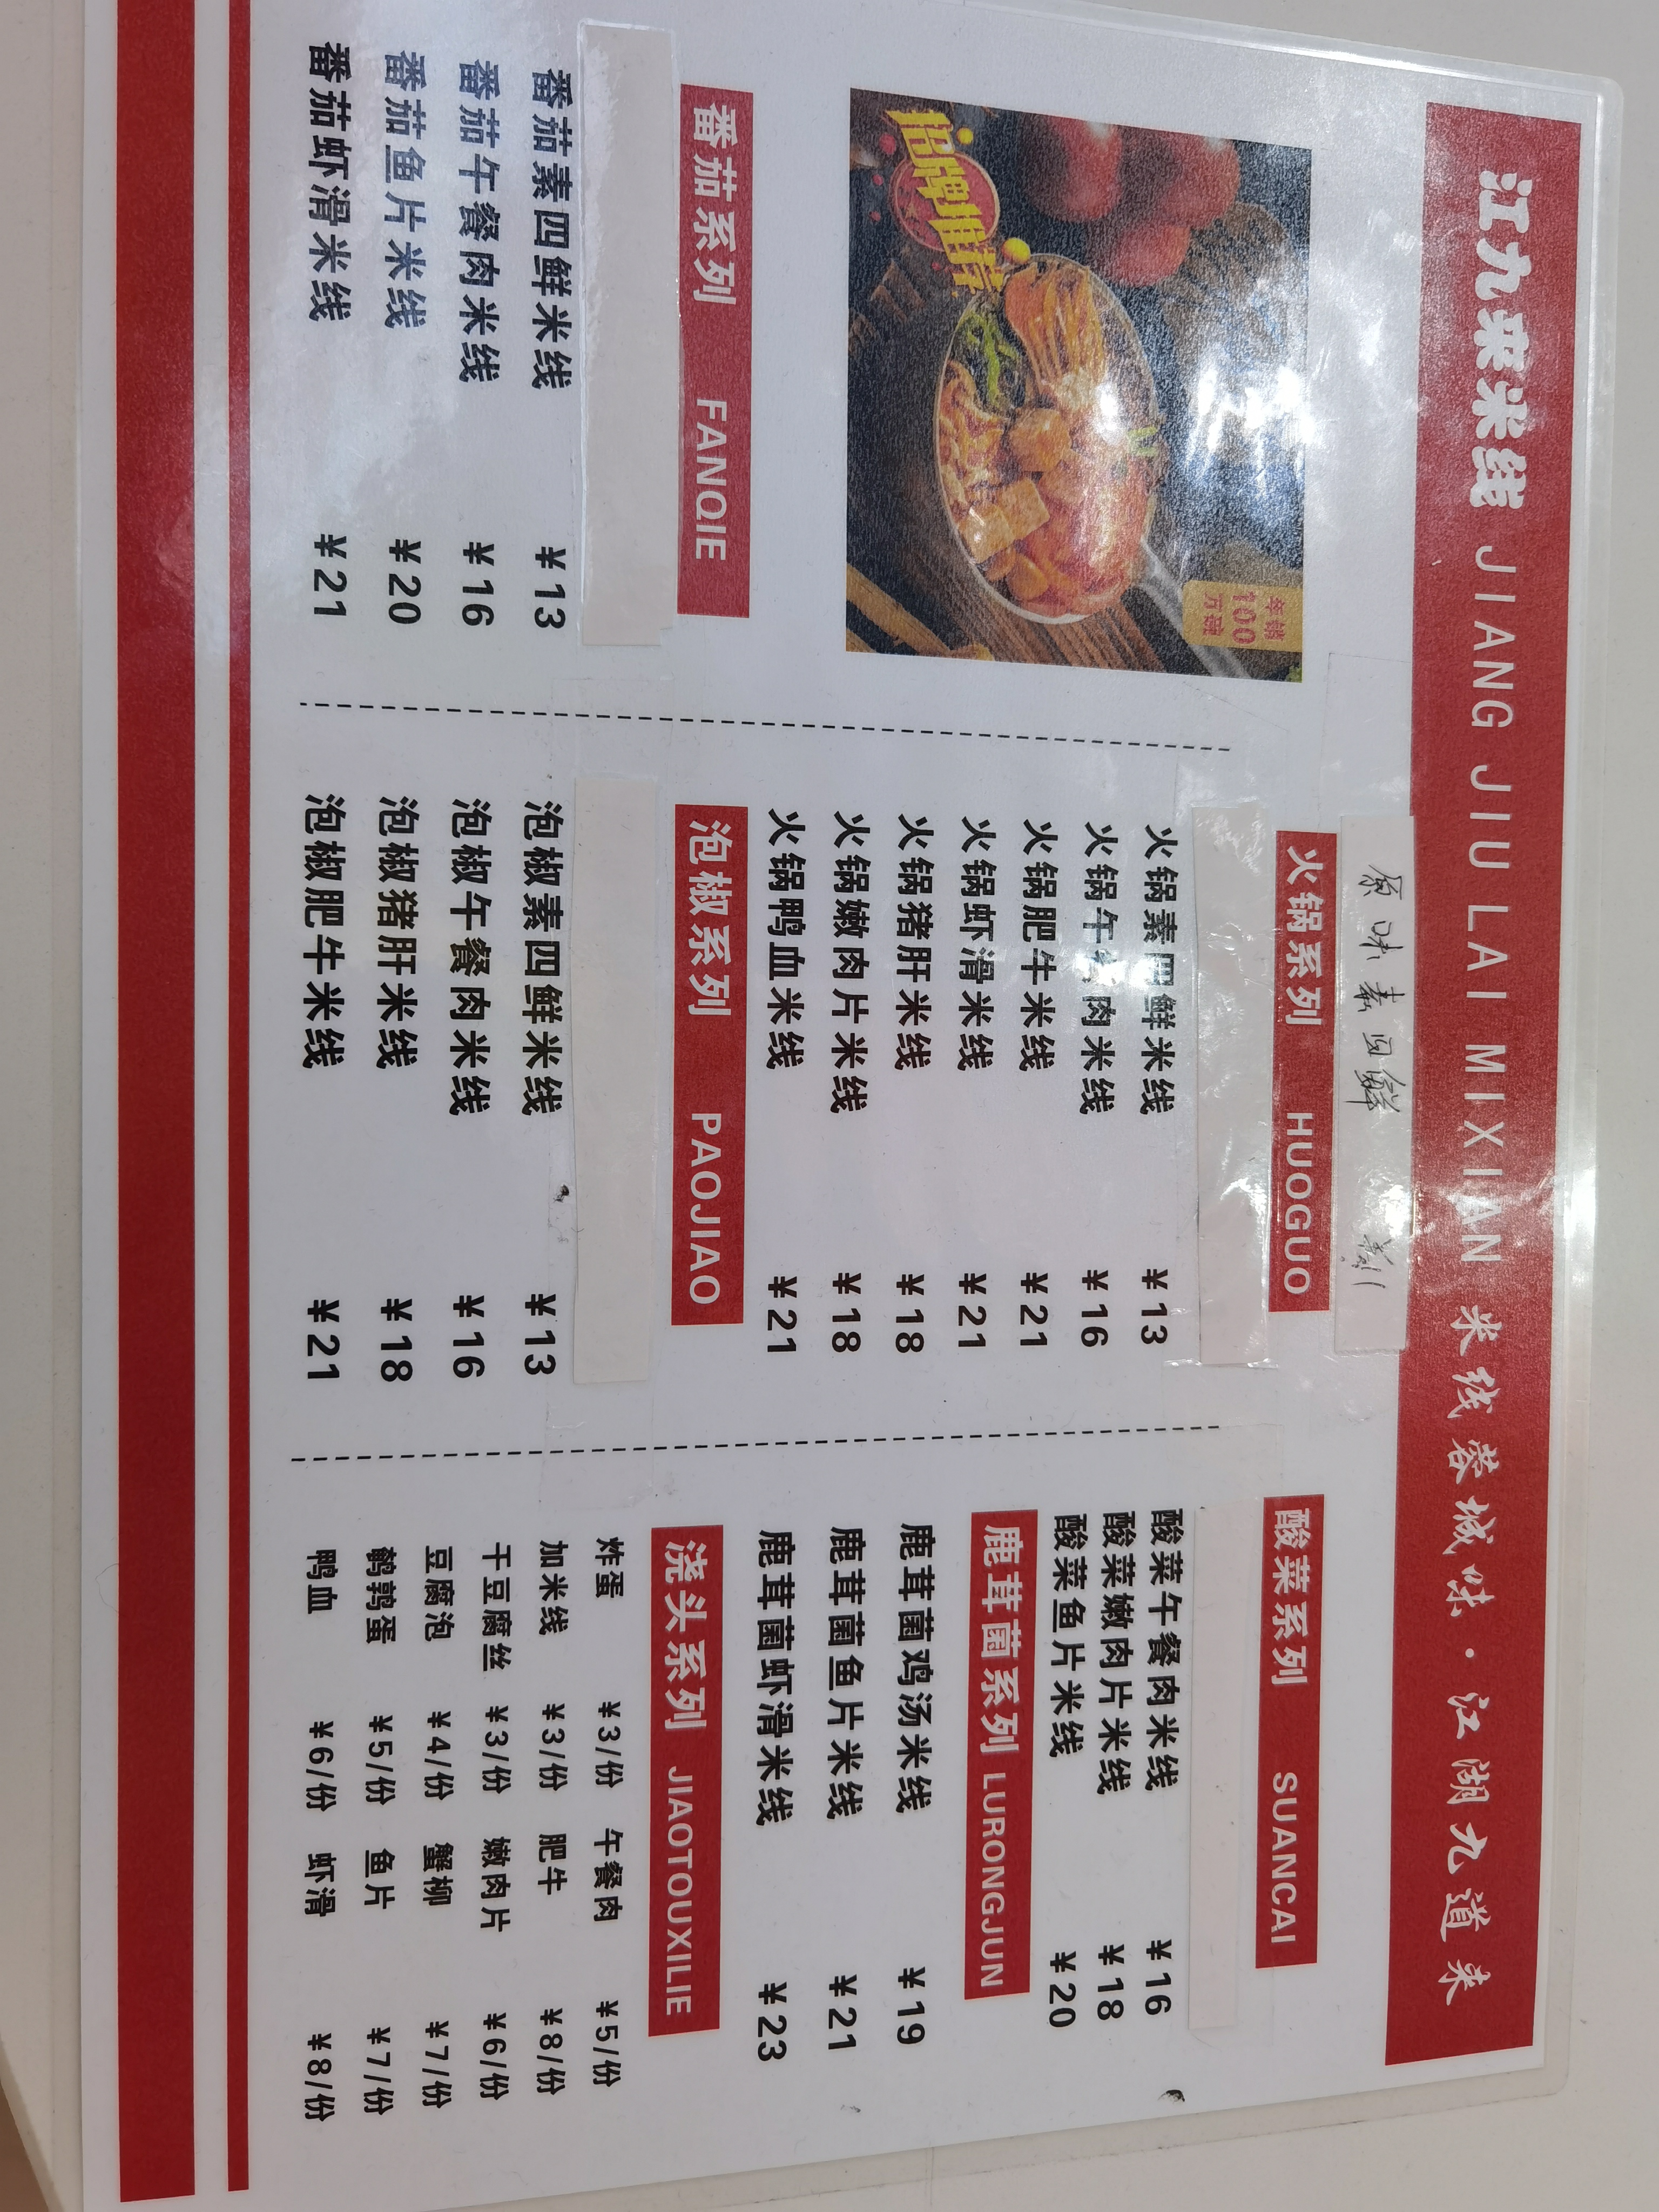 江九来米线 JIANG JIU LAI MIXIAN 米线蓉城味·江湖九道来
招牌推荐
年销
100
万碗
番茄系列 FANQIE
番茄素四鲜米线 ¥13
番茄午餐肉米线 ¥16
番茄鱼片米线 ¥20
番茄虾滑米线 ¥21
原味素四鲜
火锅系列 HUOGUO
火锅素四鲜米线 ¥13
火锅午餐肉米线 ¥16
火锅肥牛米线 ¥21
火锅虾滑米线 ¥21
火锅猪肝米线 ¥18
火锅嫩肉片米线 ¥18
火锅鸭血米线 ¥21
泡椒系列 PAOJIAO
泡椒素四鲜米线 ¥13
泡椒午餐肉米线 ¥16
泡椒猪肝米线 ¥18
泡椒肥牛米线 ¥21
酸菜系列 SUANCAI
酸菜午餐肉米线 ¥16
酸菜嫩肉片米线 ¥18
酸菜鱼片米线 ¥20
鹿茸菌系列 LURONGJUN
鹿茸菌鸡汤米线 ¥19
鹿茸菌鱼片米线 ¥21
鹿茸菌虾滑米线 ¥23
浇头系列 JIAOTOUXILIE
炸蛋 ¥3/份 午餐肉 ¥5/份
加米线 ¥3/份 肥牛 ¥8/份
干豆腐丝 ¥3/份 嫩肉片 ¥6/份
豆腐泡 ¥4/份 蟹柳 ¥7/份
鹌鹑蛋 ¥5/份 鱼片 ¥7/份
鸭血 ¥6/份 虾滑 ¥8/份